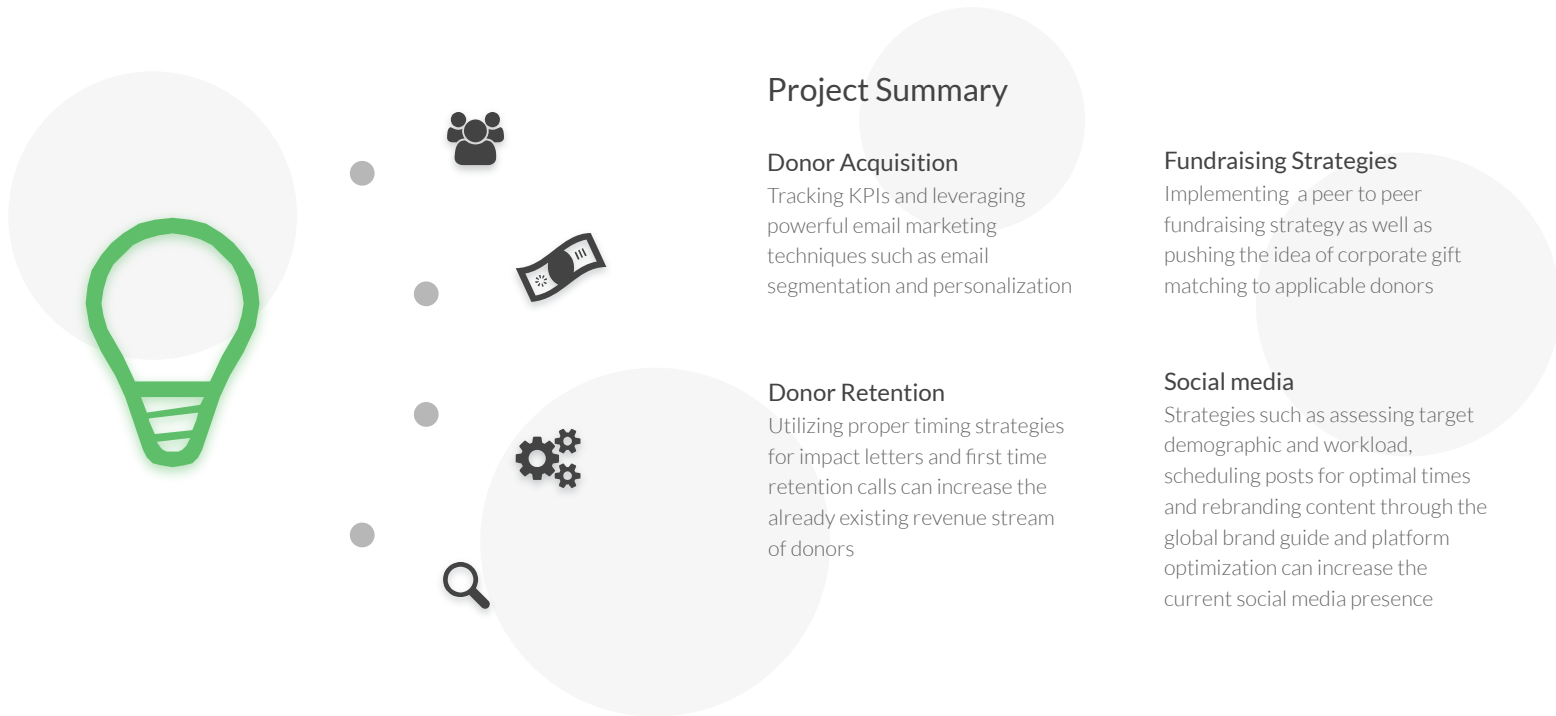 Project Summary
Donor Acquisition
Tracking KPIs and leveraging
powerful email marketing
techniques such as email
segmentation and personalization
Fundraising Strategies
Implementing  a peer to peer
fundraising strategy as well as
pushing the idea of corporate gift
matching to applicable donors
Donor Retention
Utilizing proper timing strategies
for impact letters and first time
retention calls can increase the
already existing revenue stream
of donors
Social media
Strategies such as assessing target
demographic and workload,
scheduling posts for optimal times
and rebranding content through the
global brand guide and platform
optimization can increase the
current social media presence